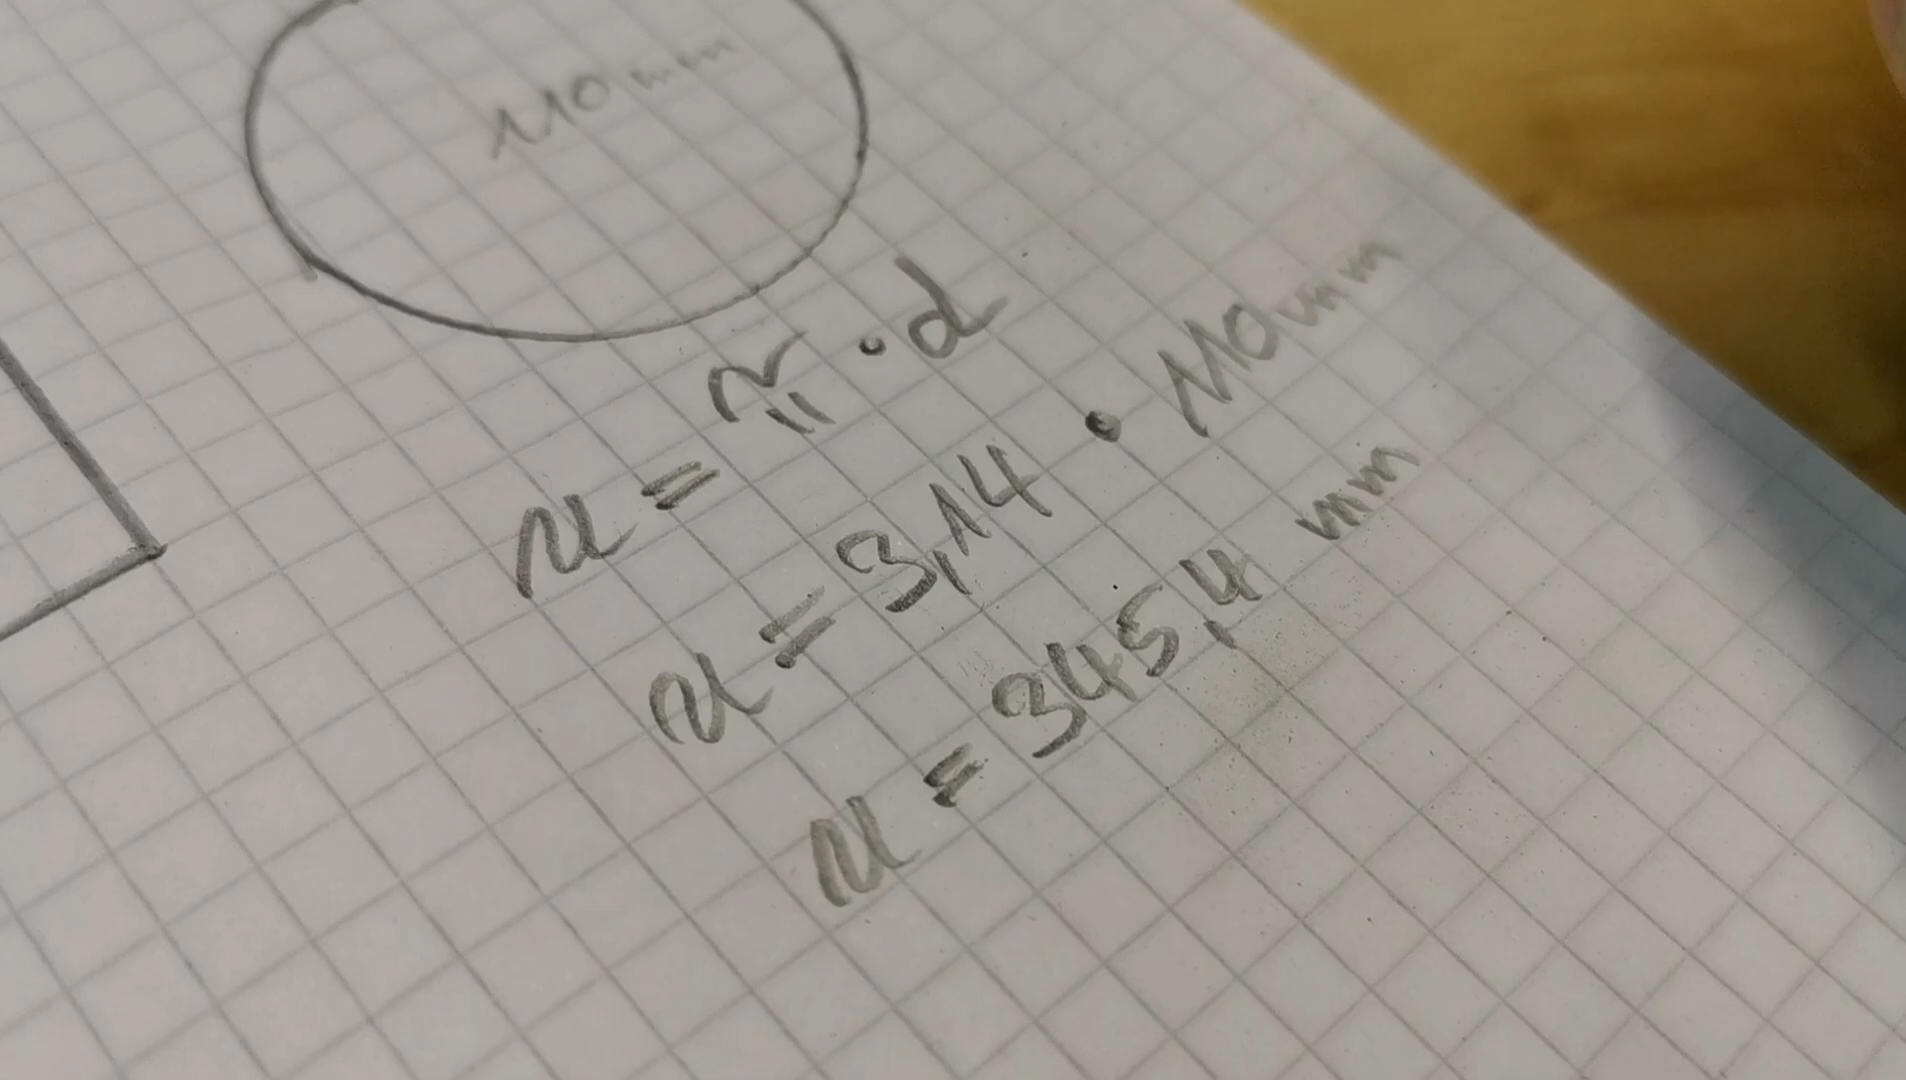 110 mm
u = π · d
u = 3,14 · 110 mm
u = 345,4 mm